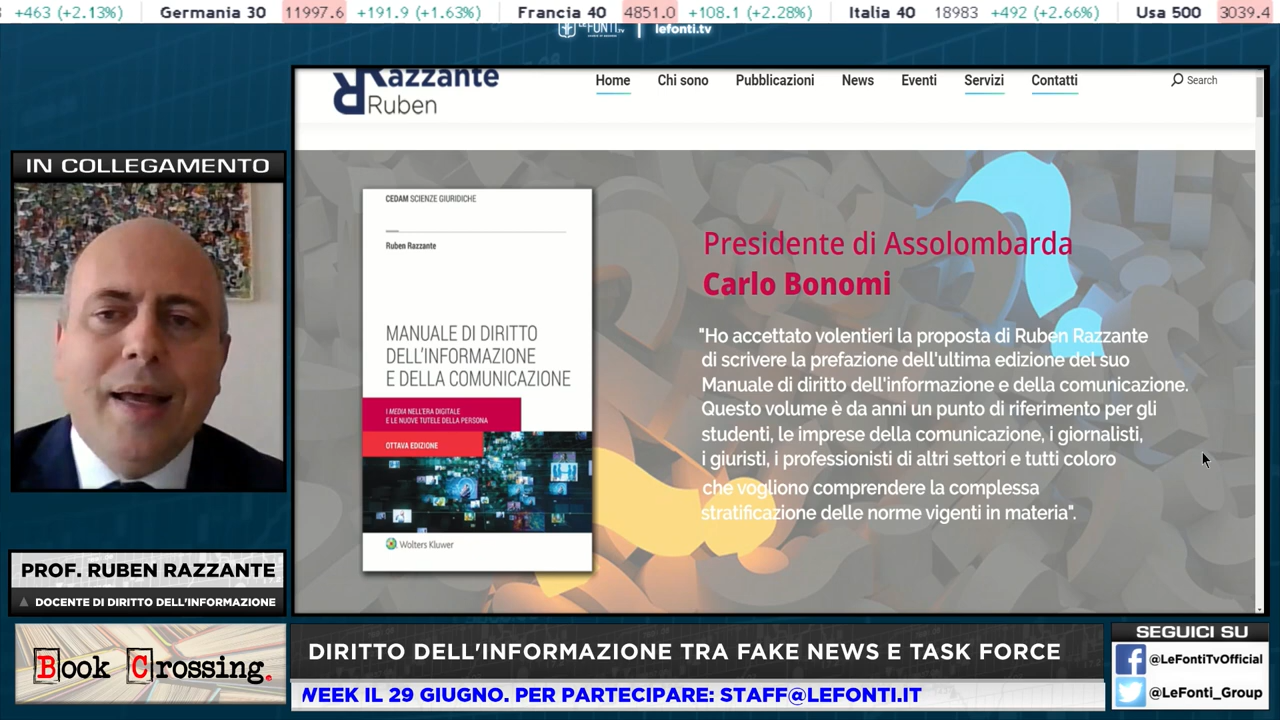 +463 (+2.13%) Germania 30 11997.6 +191.9 (+1.63%) Francia 40 4851.0 +108.1 (+2.28%) Italia 40 18983 +492 (+2.66%) Usa 500 3039.4
LEFONTI.TV | lefonti.tv
Razzante
Ruben
Home Chi sono Pubblicazioni News Eventi Servizi Contatti Search
IN COLLEGAMENTO
CEDAM SCIENZE GIURIDICHE
Ruben Razzante
MANUALE DI DIRITTO
DELL'INFORMAZIONE
E DELLA COMUNICAZIONE
I MEDIA NELL'ERA DIGITALE
E LE NUOVE TUTELE DELLA PERSONA
OTTAVA EDIZIONE
Wolters Kluwer
Presidente di Assolombarda
Carlo Bonomi
"Ho accettato volentieri la proposta di Ruben Razzante
di scrivere la prefazione dell'ultima edizione del suo
Manuale di diritto dell'informazione e della comunicazione.
Questo volume è da anni un punto di riferimento per gli
studenti, le imprese della comunicazione, i giornalisti,
i giuristi, i professionisti di altri settori e tutti coloro
che vogliono comprendere la complessa
stratificazione delle norme vigenti in materia".
PROF. RUBEN RAZZANTE
DOCENTE DI DIRITTO DELL'INFORMAZIONE
Book Crossing.
DIRITTO DELL'INFORMAZIONE TRA FAKE NEWS E TASK FORCE
WEEK IL 29 GIUGNO. PER PARTECIPARE: STAFF@LEFONTI.IT
SEGUICI SU
@LeFontiTvOfficial
@LeFonti_Group